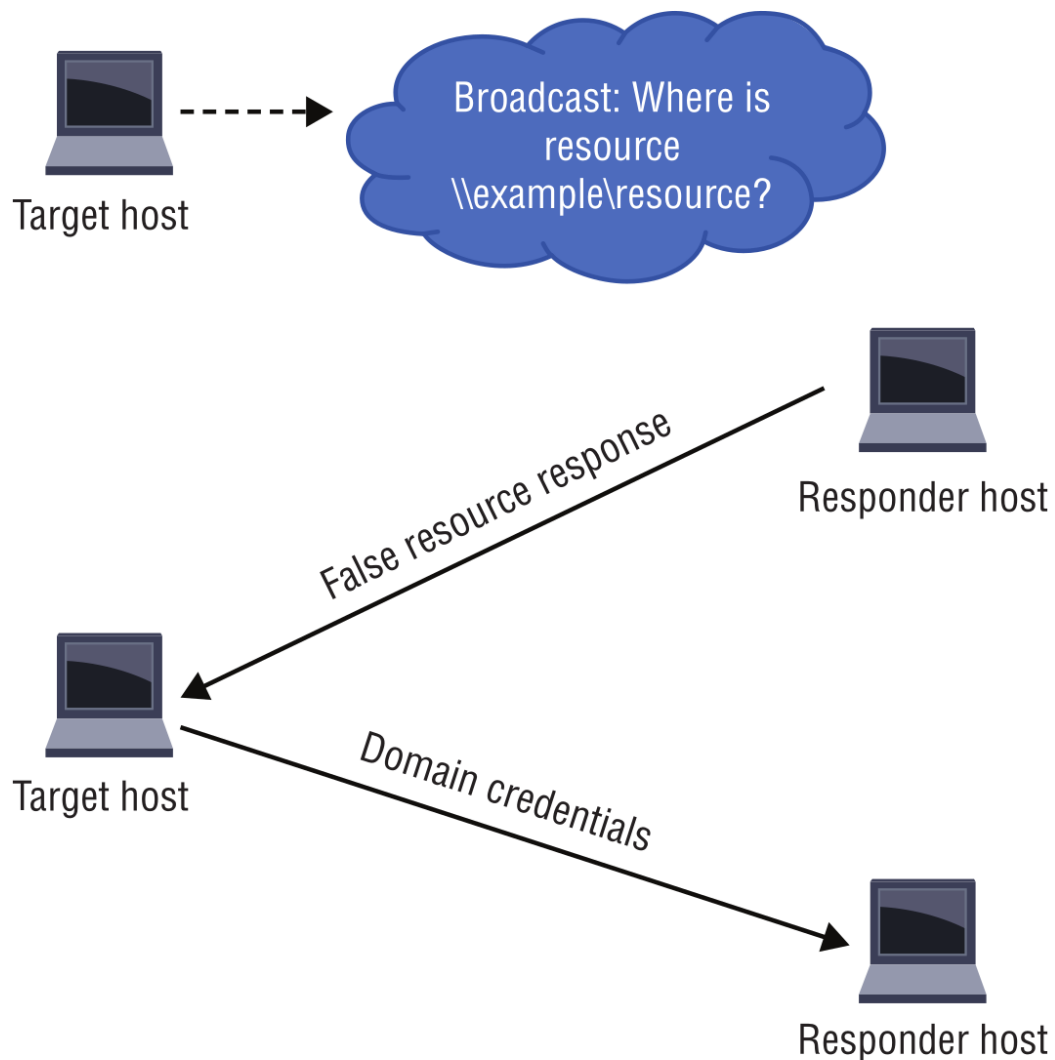 Broadcast: Where is
resource
\\example\resource?
Target host
Responder host
False resource response
Target host
Domain credentials
Responder host